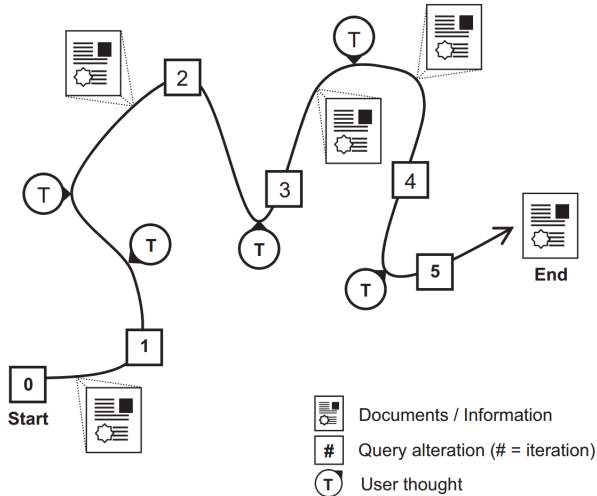 T
2
T
3
4
T
T
End
T
5
1
0
Start
Documents / Information
# Query alteration (# = iteration)
T User thought